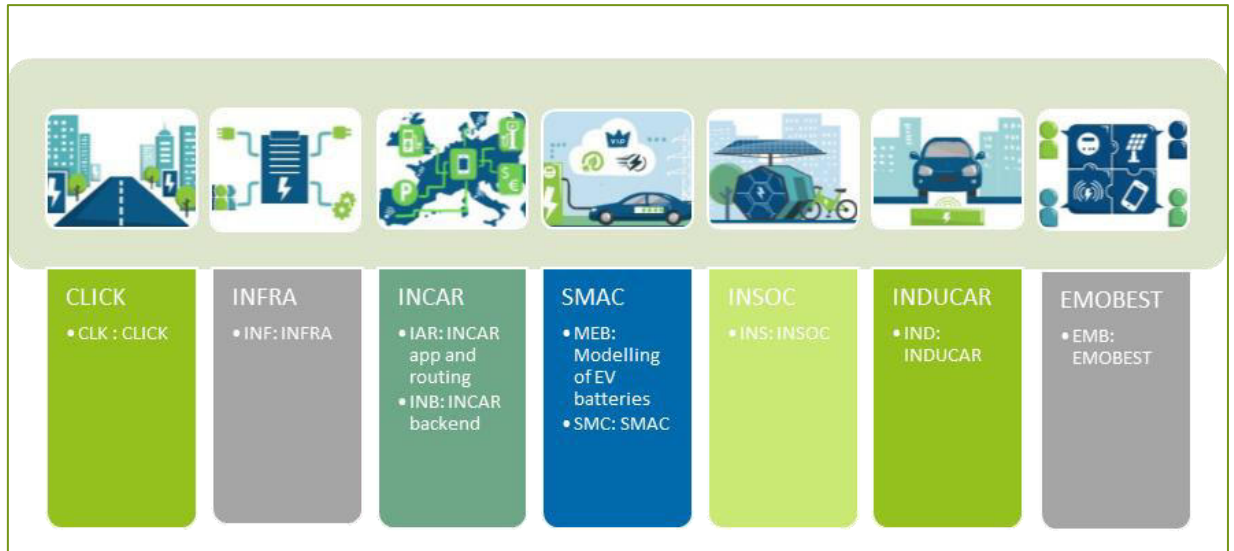 P
VIP
S
€
CLICK
• CLK : CLICK
INFRA
• INF: INFRA
INCAR
• IAR: INCAR
app and
routing
• INB: INCAR
backend
SMAC
• MEB:
Modelling
of EV
batteries
• SMC: SMAC
INSOC
• INS: INSOC
INDUCAR
• IND:
INDUCAR
EMOBEST
• EMB:
EMOBEST